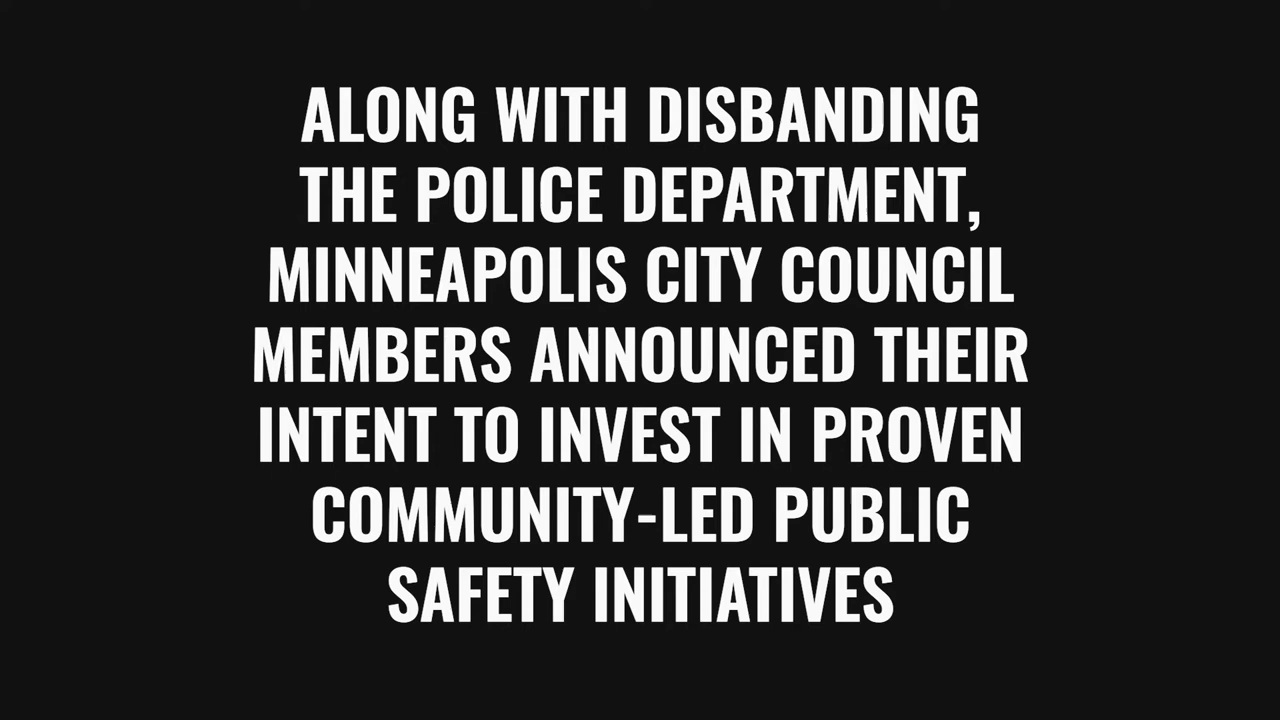 ALONG WITH DISBANDING
THE POLICE DEPARTMENT,
MINNEAPOLIS CITY COUNCIL
MEMBERS ANNOUNCED THEIR
INTENT TO INVEST IN PROVEN
COMMUNITY-LED PUBLIC
SAFETY INITIATIVES